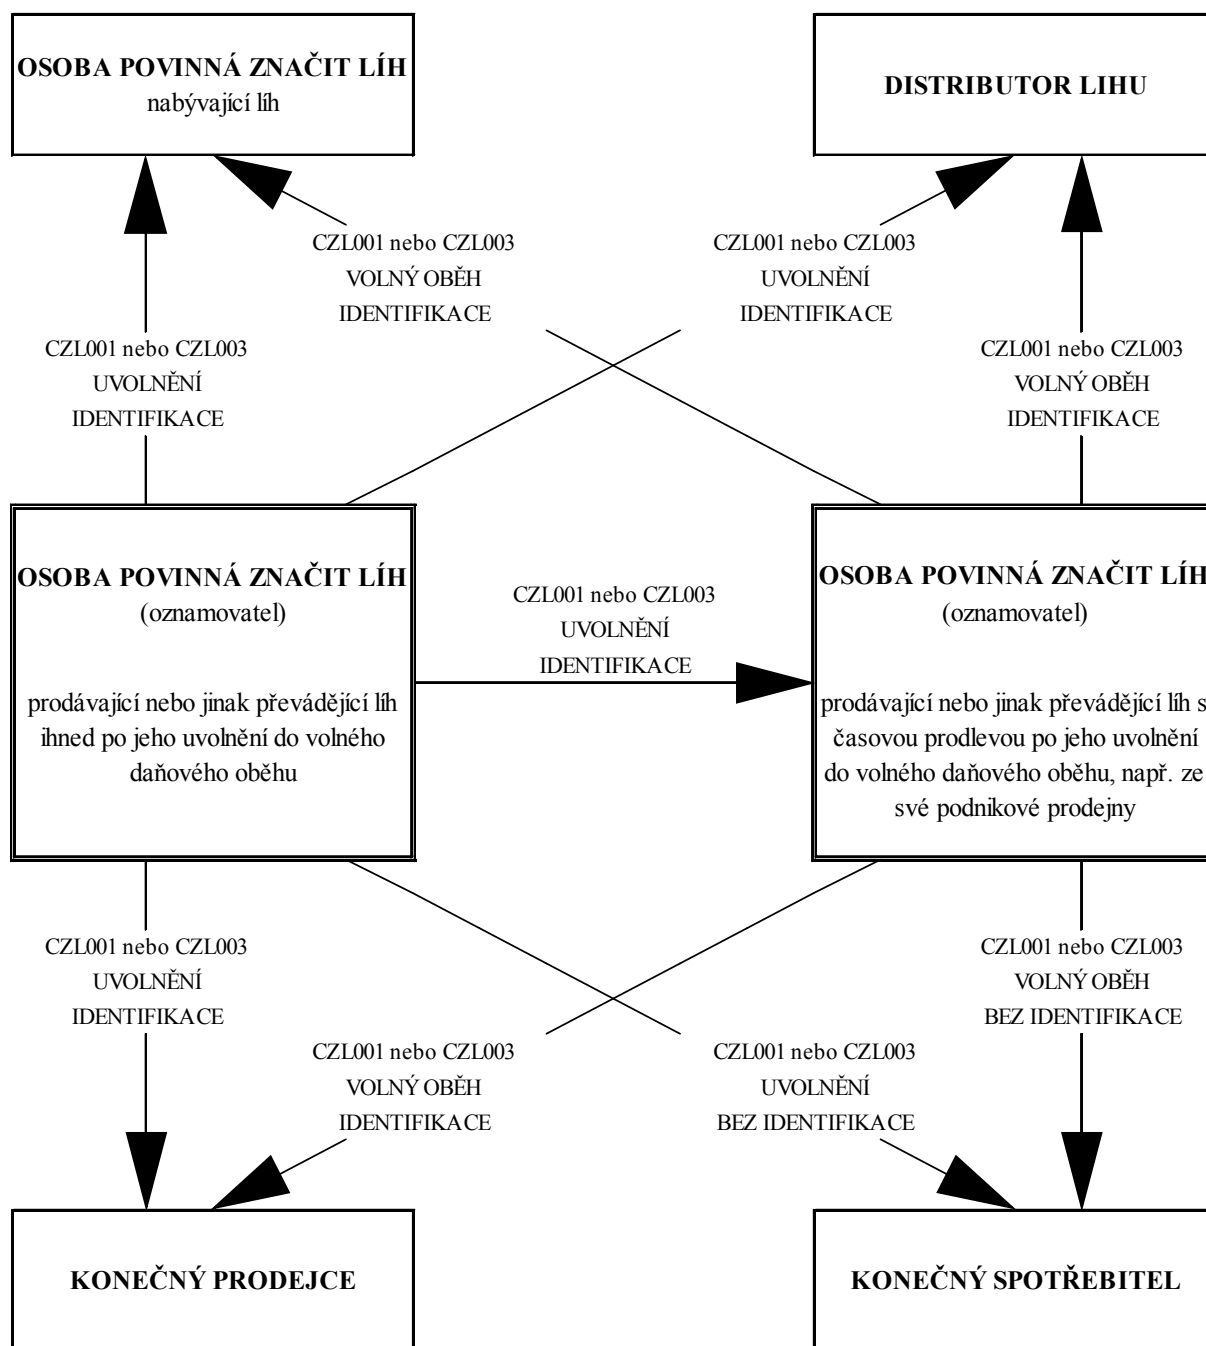 OSOBA POVINNÁ ZNAČIT LÍH
nabývající líh
DISTRIBUTOR LIHU
CZL001 nebo CZL003
VOLNÝ OBĚH
IDENTIFIKACE
CZL001 nebo CZL003
UVOLNĚNÍ
IDENTIFIKACE
CZL001 nebo CZL003
UVOLNĚNÍ
IDENTIFIKACE
CZL001 nebo CZL003
VOLNÝ OBĚH
IDENTIFIKACE
OSOBA POVINNÁ ZNAČIT LÍH
(oznamovatel)
prodávající nebo jinak převádějící líh
ihned po jeho uvolnění do volného
daňového oběhu
CZL001 nebo CZL003
UVOLNĚNÍ
IDENTIFIKACE
OSOBA POVINNÁ ZNAČIT LÍH
(oznamovatel)
prodávající nebo jinak převádějící líh s
časovou prodlevou po jeho uvolnění
do volného daňového oběhu, např. ze
své podnikové prodejny
CZL001 nebo CZL003
UVOLNĚNÍ
IDENTIFIKACE
CZL001 nebo CZL003
VOLNÝ OBĚH
BEZ IDENTIFIKACE
CZL001 nebo CZL003
VOLNÝ OBĚH
IDENTIFIKACE
CZL001 nebo CZL003
UVOLNĚNÍ
BEZ IDENTIFIKACE
KONEČNÝ PRODEJCE
KONEČNÝ SPOTŘEBITEL